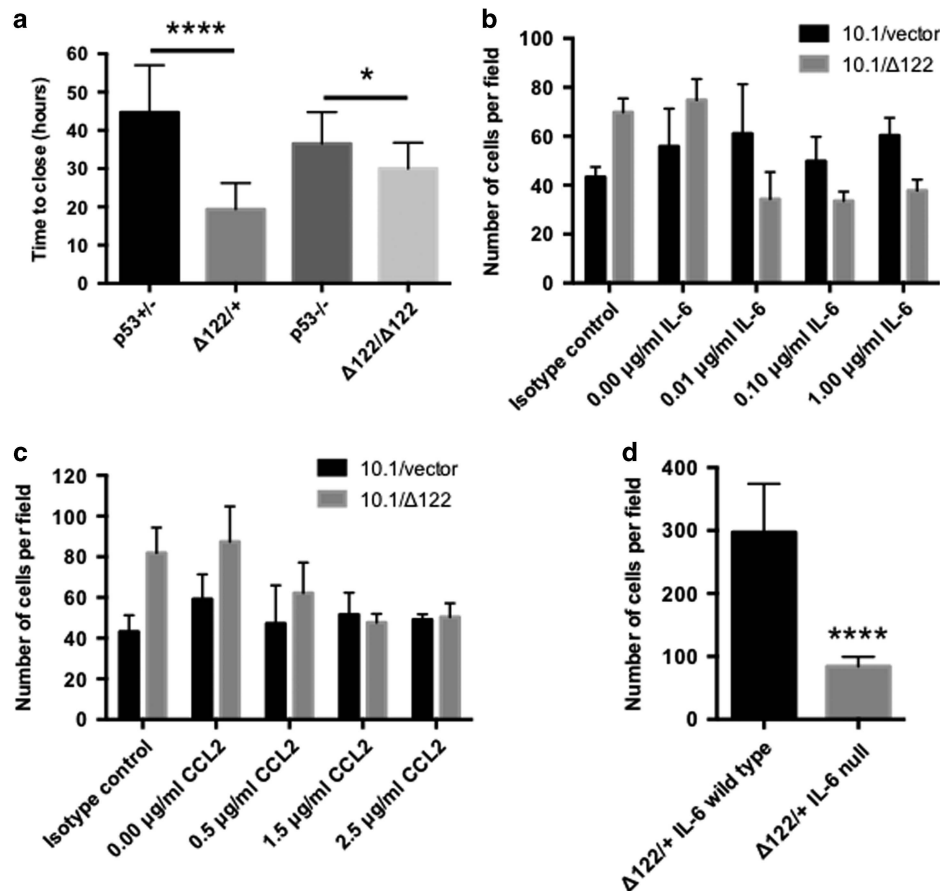 a
****
*
Time to close (hours)
60
50
40
30
20
10
0
p53+/-
Δ122/+
p53-/-
Δ122/Δ122
b
10.1/vector
10.1/Δ122
Number of cells per field
100
80
60
40
20
0
Isotype control
0.00 µg/ml IL-6
0.01 µg/ml IL-6
0.10 µg/ml IL-6
1.00 µg/ml IL-6
c
10.1/vector
10.1/Δ122
Number of cells per field
120
100
80
60
40
20
0
Isotype control
0.00 µg/ml CCL2
0.5 µg/ml CCL2
1.5 µg/ml CCL2
2.5 µg/ml CCL2
d
Number of cells per field
400
300
200
100
0
****
Δ122/+ IL-6 wild type
Δ122/+ IL-6 null